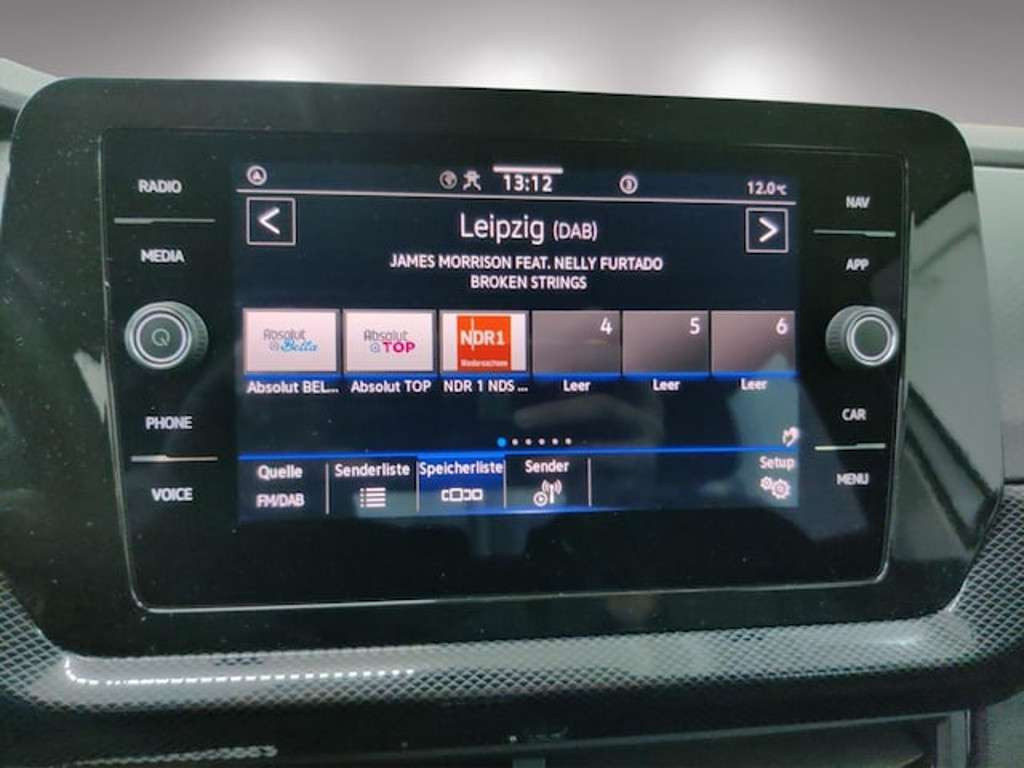 RADIO
MEDIA
PHONE
VOICE
13:12
3
12.0°C
< >
Leipzig (DAB)
JAMES MORRISON FEAT. NELLY FURTADO
BROKEN STRINGS
Absolut Bella
Absolut TOP
NDR1
Niedersachsen
4
5
6
Absolut BEL... Absolut TOP NDR 1 NDS ... Leer Leer Leer
Quelle Senderliste Speicherliste Sender Setup
FM/DAB
NAV
APP
CAR
MENU